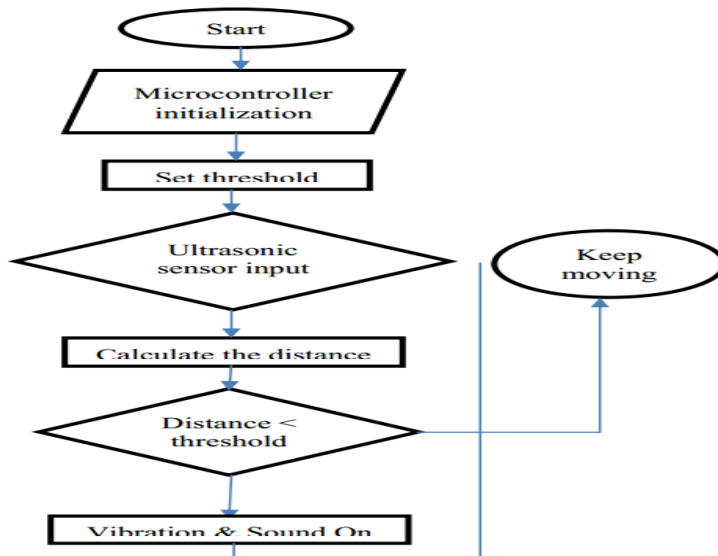 Start
Microcontroller
initialization
Set threshold
Ultrasonic
sensor input
Keep
moving
Calculate the distance
Distance <
threshold
Vibration & Sound On